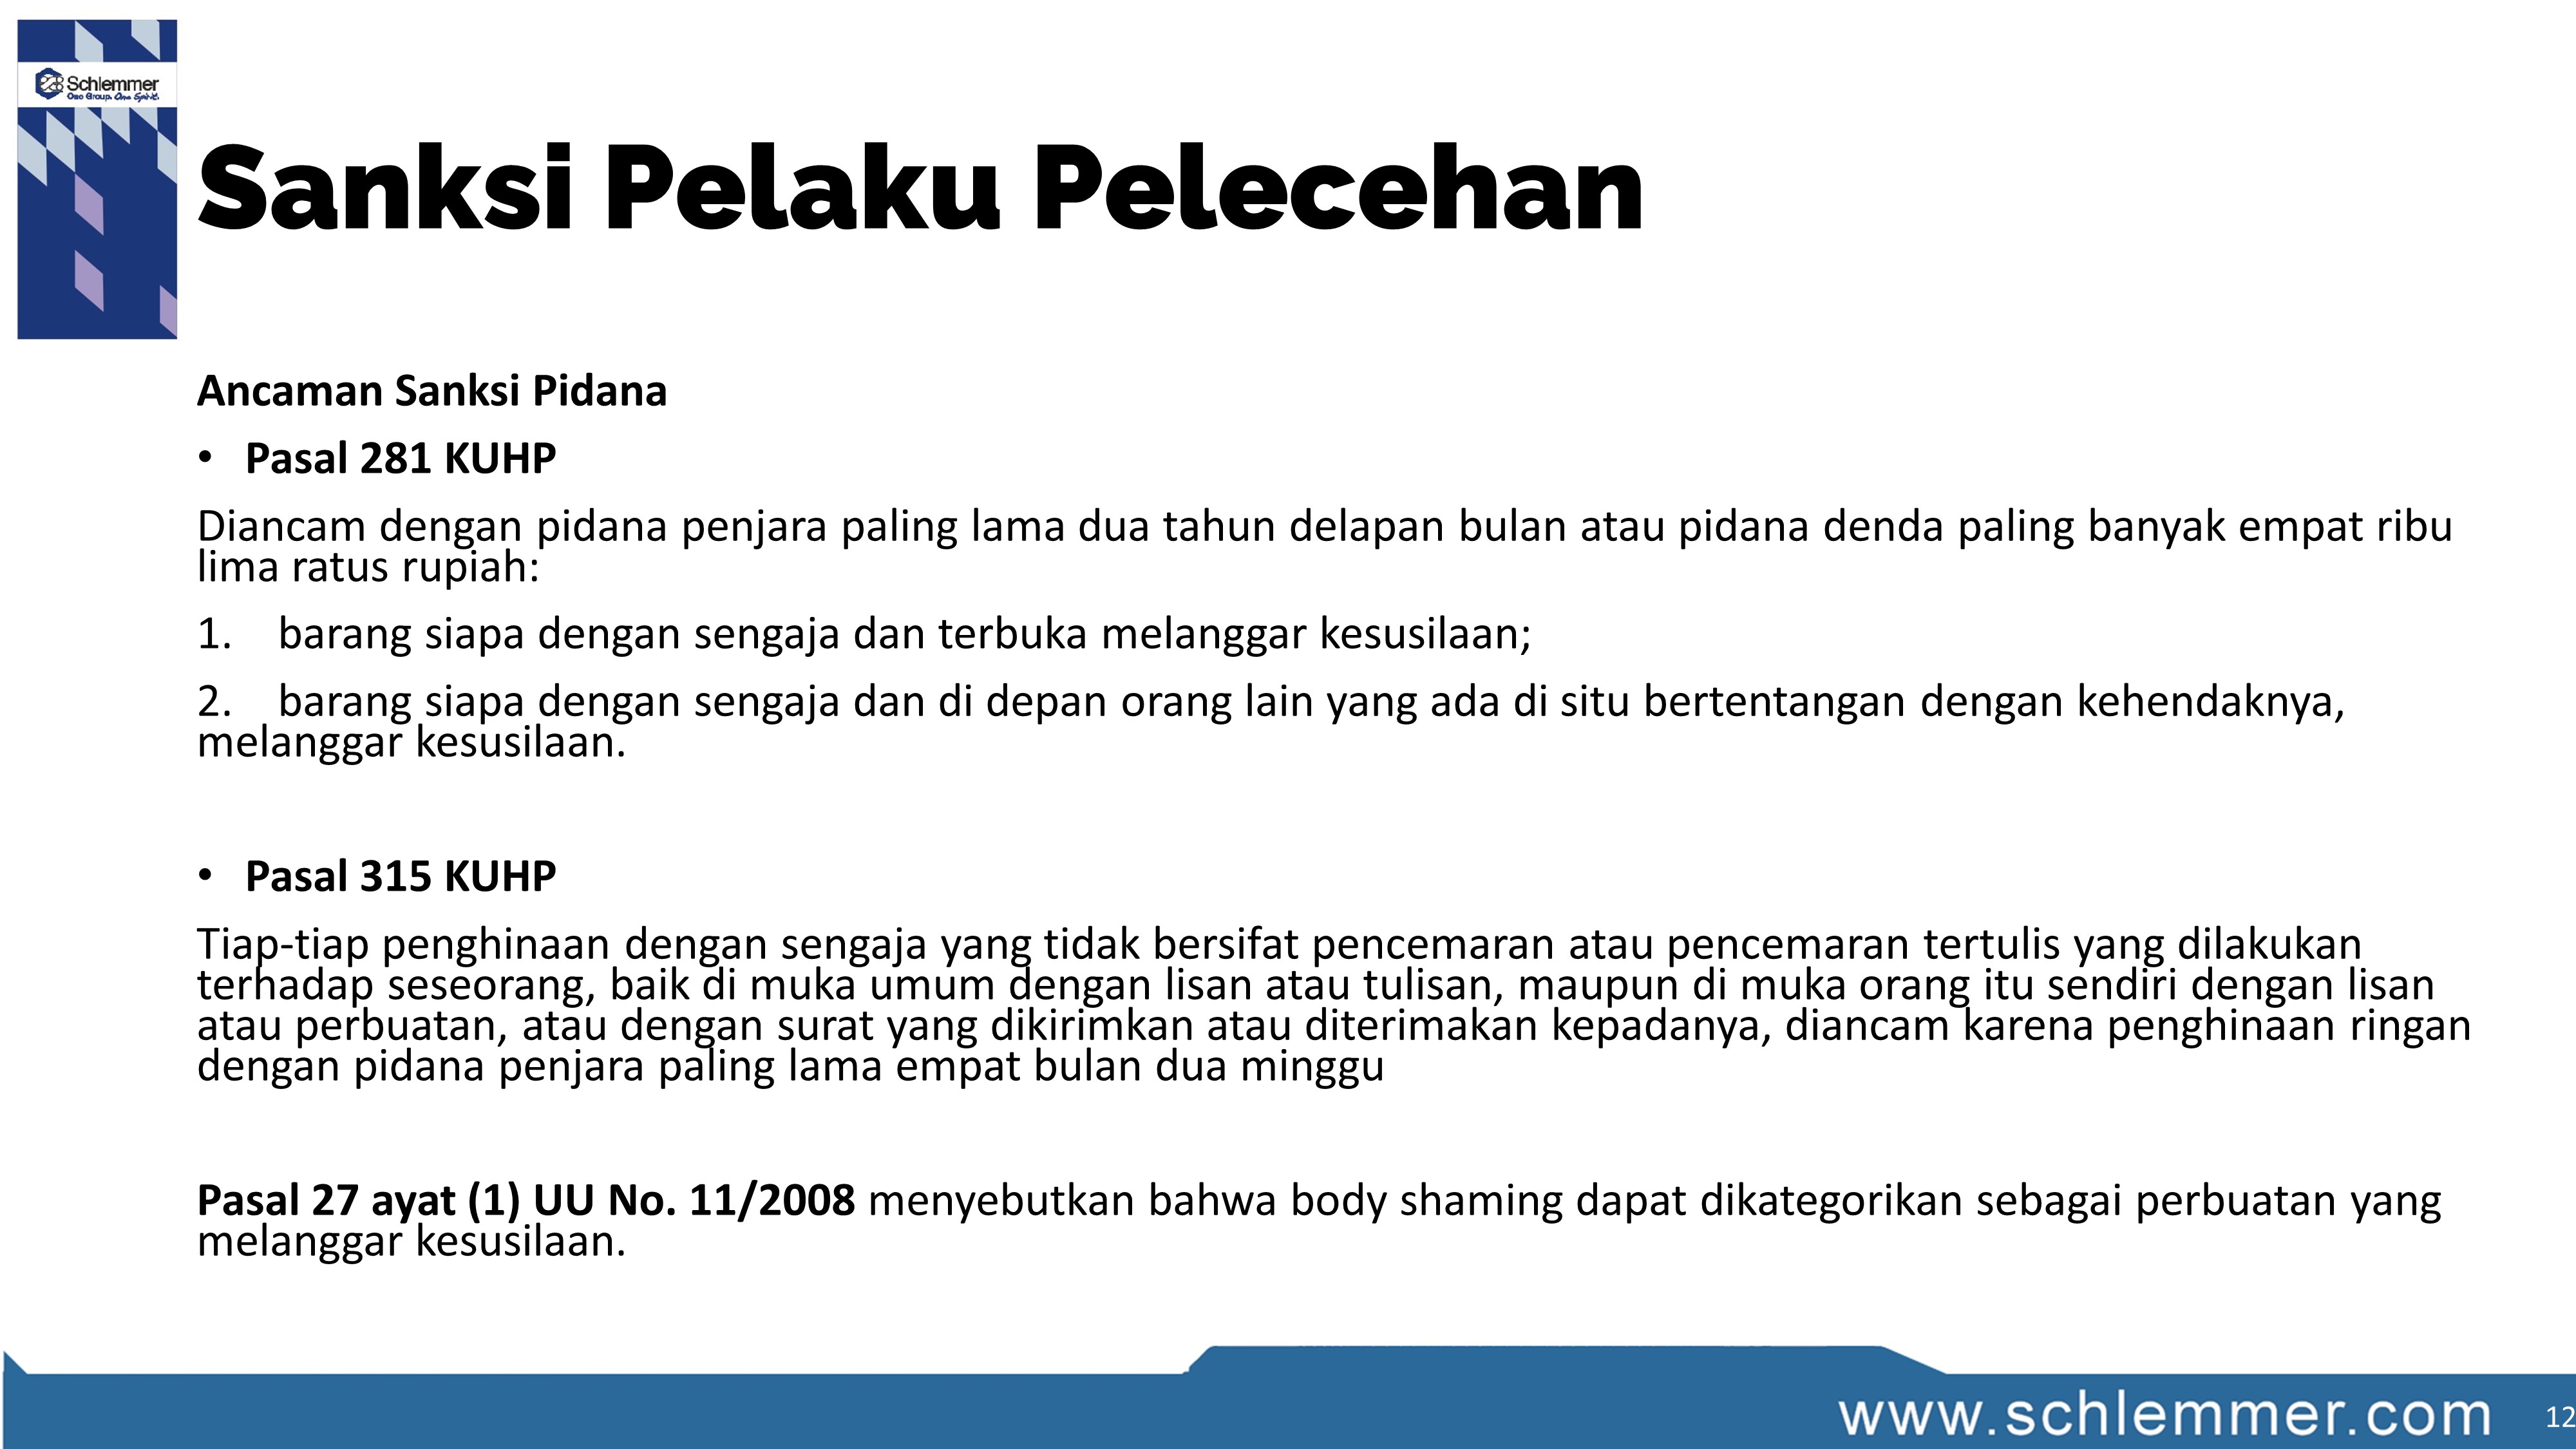 Schlemmer
One Group. One Spirit.
Sanksi Pelaku Pelecehan
Ancaman Sanksi Pidana
• Pasal 281 KUHP
Diancam dengan pidana penjara paling lama dua tahun delapan bulan atau pidana denda paling banyak empat ribu
lima ratus rupiah:
1. barang siapa dengan sengaja dan terbuka melanggar kesusilaan;
2. barang siapa dengan sengaja dan di depan orang lain yang ada di situ bertentangan dengan kehendaknya,
melanggar kesusilaan.
• Pasal 315 KUHP
Tiap-tiap penghinaan dengan sengaja yang tidak bersifat pencemaran atau pencemaran tertulis yang dilakukan
terhadap seseorang, baik di muka umum dengan lisan atau tulisan, maupun di muka orang itu sendiri dengan lisan
atau perbuatan, atau dengan surat yang dikirimkan atau diterimakan kepadanya, diancam karena penghinaan ringan
dengan pidana penjara paling lama empat bulan dua minggu
Pasal 27 ayat (1) UU No. 11/2008 menyebutkan bahwa body shaming dapat dikategorikan sebagai perbuatan yang
melanggar kesusilaan.
www.schlemmer.com
12